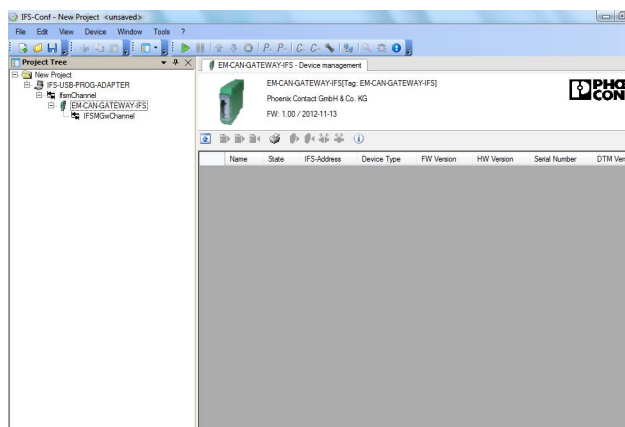 IFS-Conf - New Project <unsaved>
File Edit View Device Window Tools ?
P- P- C- C-
Project Tree
New Project
IFS-USB-PROG-ADAPTER
IfsmChannel
EM-CAN-GATEWAY-IFS
IFSMGwChannel
EM-CAN-GATEWAY-IFS - Device management
EM-CAN-GATEWAY-IFS[Tag: EM-CAN-GATEWAY-IFS]
Phoenix Contact GmbH & Co. KG
FW: 1.00 / 2012-11-13
PHŒ
CON
Name State IFS-Address Device Type FW Version HW Version Serial Number DTM Ver